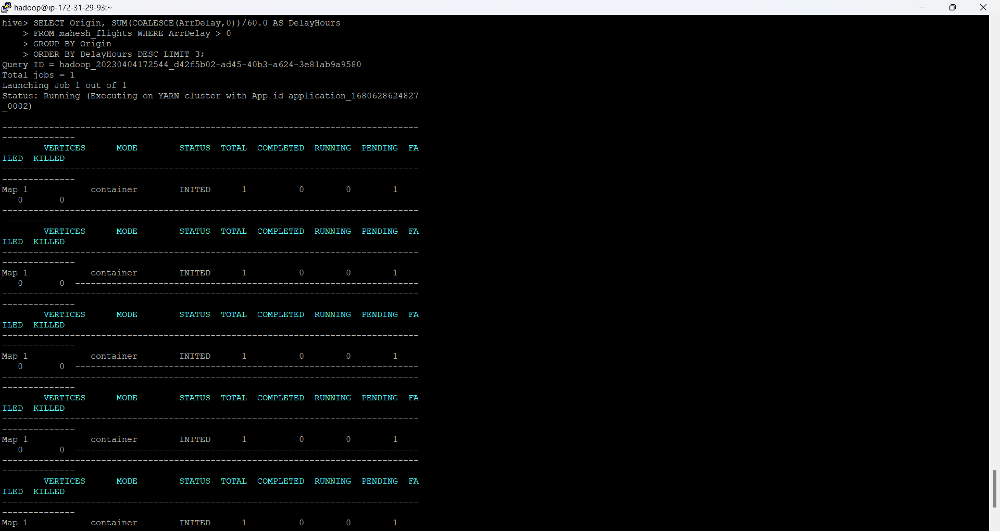 hadoop@ip-172-31-29-93:~
hive> SELECT Origin, SUM(COALESCE(ArrDelay,0))/60.0 AS DelayHours
    > FROM mahesh_flights WHERE ArrDelay > 0
    > GROUP BY Origin
    > ORDER BY DelayHours DESC LIMIT 3;
Query ID = hadoop_20230404172544_d42f5b02-ad45-40b3-a624-3e81ab9a9580
Total jobs = 1
Launching Job 1 out of 1
Status: Running (Executing on YARN cluster with App id application_1680628624827
_0002)
--------------------------------------------------------------------------------
--------------
        VERTICES      MODE        STATUS  TOTAL  COMPLETED  RUNNING  PENDING  FA
ILED  KILLED
--------------------------------------------------------------------------------
--------------
Map 1            container        INITED      1          0        0        1
   0       0
--------------------------------------------------------------------------------
--------------
        VERTICES      MODE        STATUS  TOTAL  COMPLETED  RUNNING  PENDING  FA
ILED  KILLED
--------------------------------------------------------------------------------
--------------
Map 1            container        INITED      1          0        0        1
   0       0  ------------------------------------------------------------------
--------------------------------------------------------------------------------
--------------
        VERTICES      MODE        STATUS  TOTAL  COMPLETED  RUNNING  PENDING  FA
ILED  KILLED
--------------------------------------------------------------------------------
--------------
Map 1            container        INITED      1          0        0        1
   0       0  ------------------------------------------------------------------
--------------------------------------------------------------------------------
--------------
        VERTICES      MODE        STATUS  TOTAL  COMPLETED  RUNNING  PENDING  FA
ILED  KILLED
--------------------------------------------------------------------------------
--------------
Map 1            container        INITED      1          0        0        1
   0       0  ------------------------------------------------------------------
--------------------------------------------------------------------------------
--------------
        VERTICES      MODE        STATUS  TOTAL  COMPLETED  RUNNING  PENDING  FA
ILED  KILLED
--------------------------------------------------------------------------------
--------------
Map 1            container        INITED      1          0        0        1